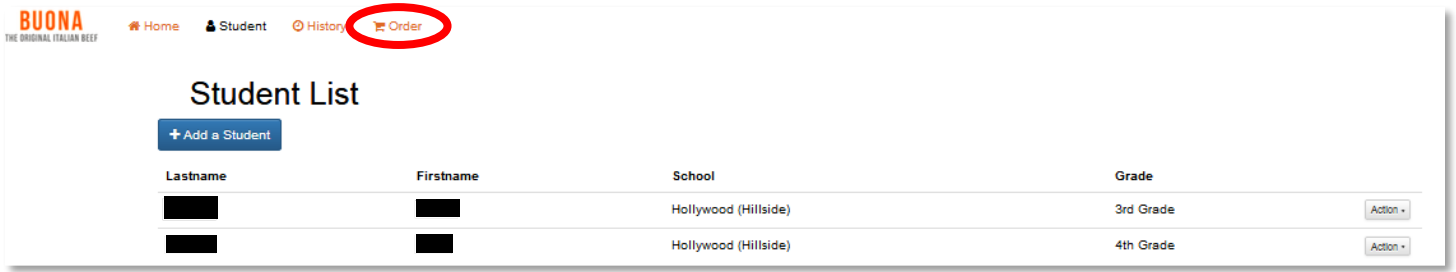 BUONA
THE ORIGINAL ITALIAN BEEF
Home Student History Order
Student List
+ Add a Student
Lastname Firstname School Grade
Hollywood (Hillside) 3rd Grade Action
Hollywood (Hillside) 4th Grade Action